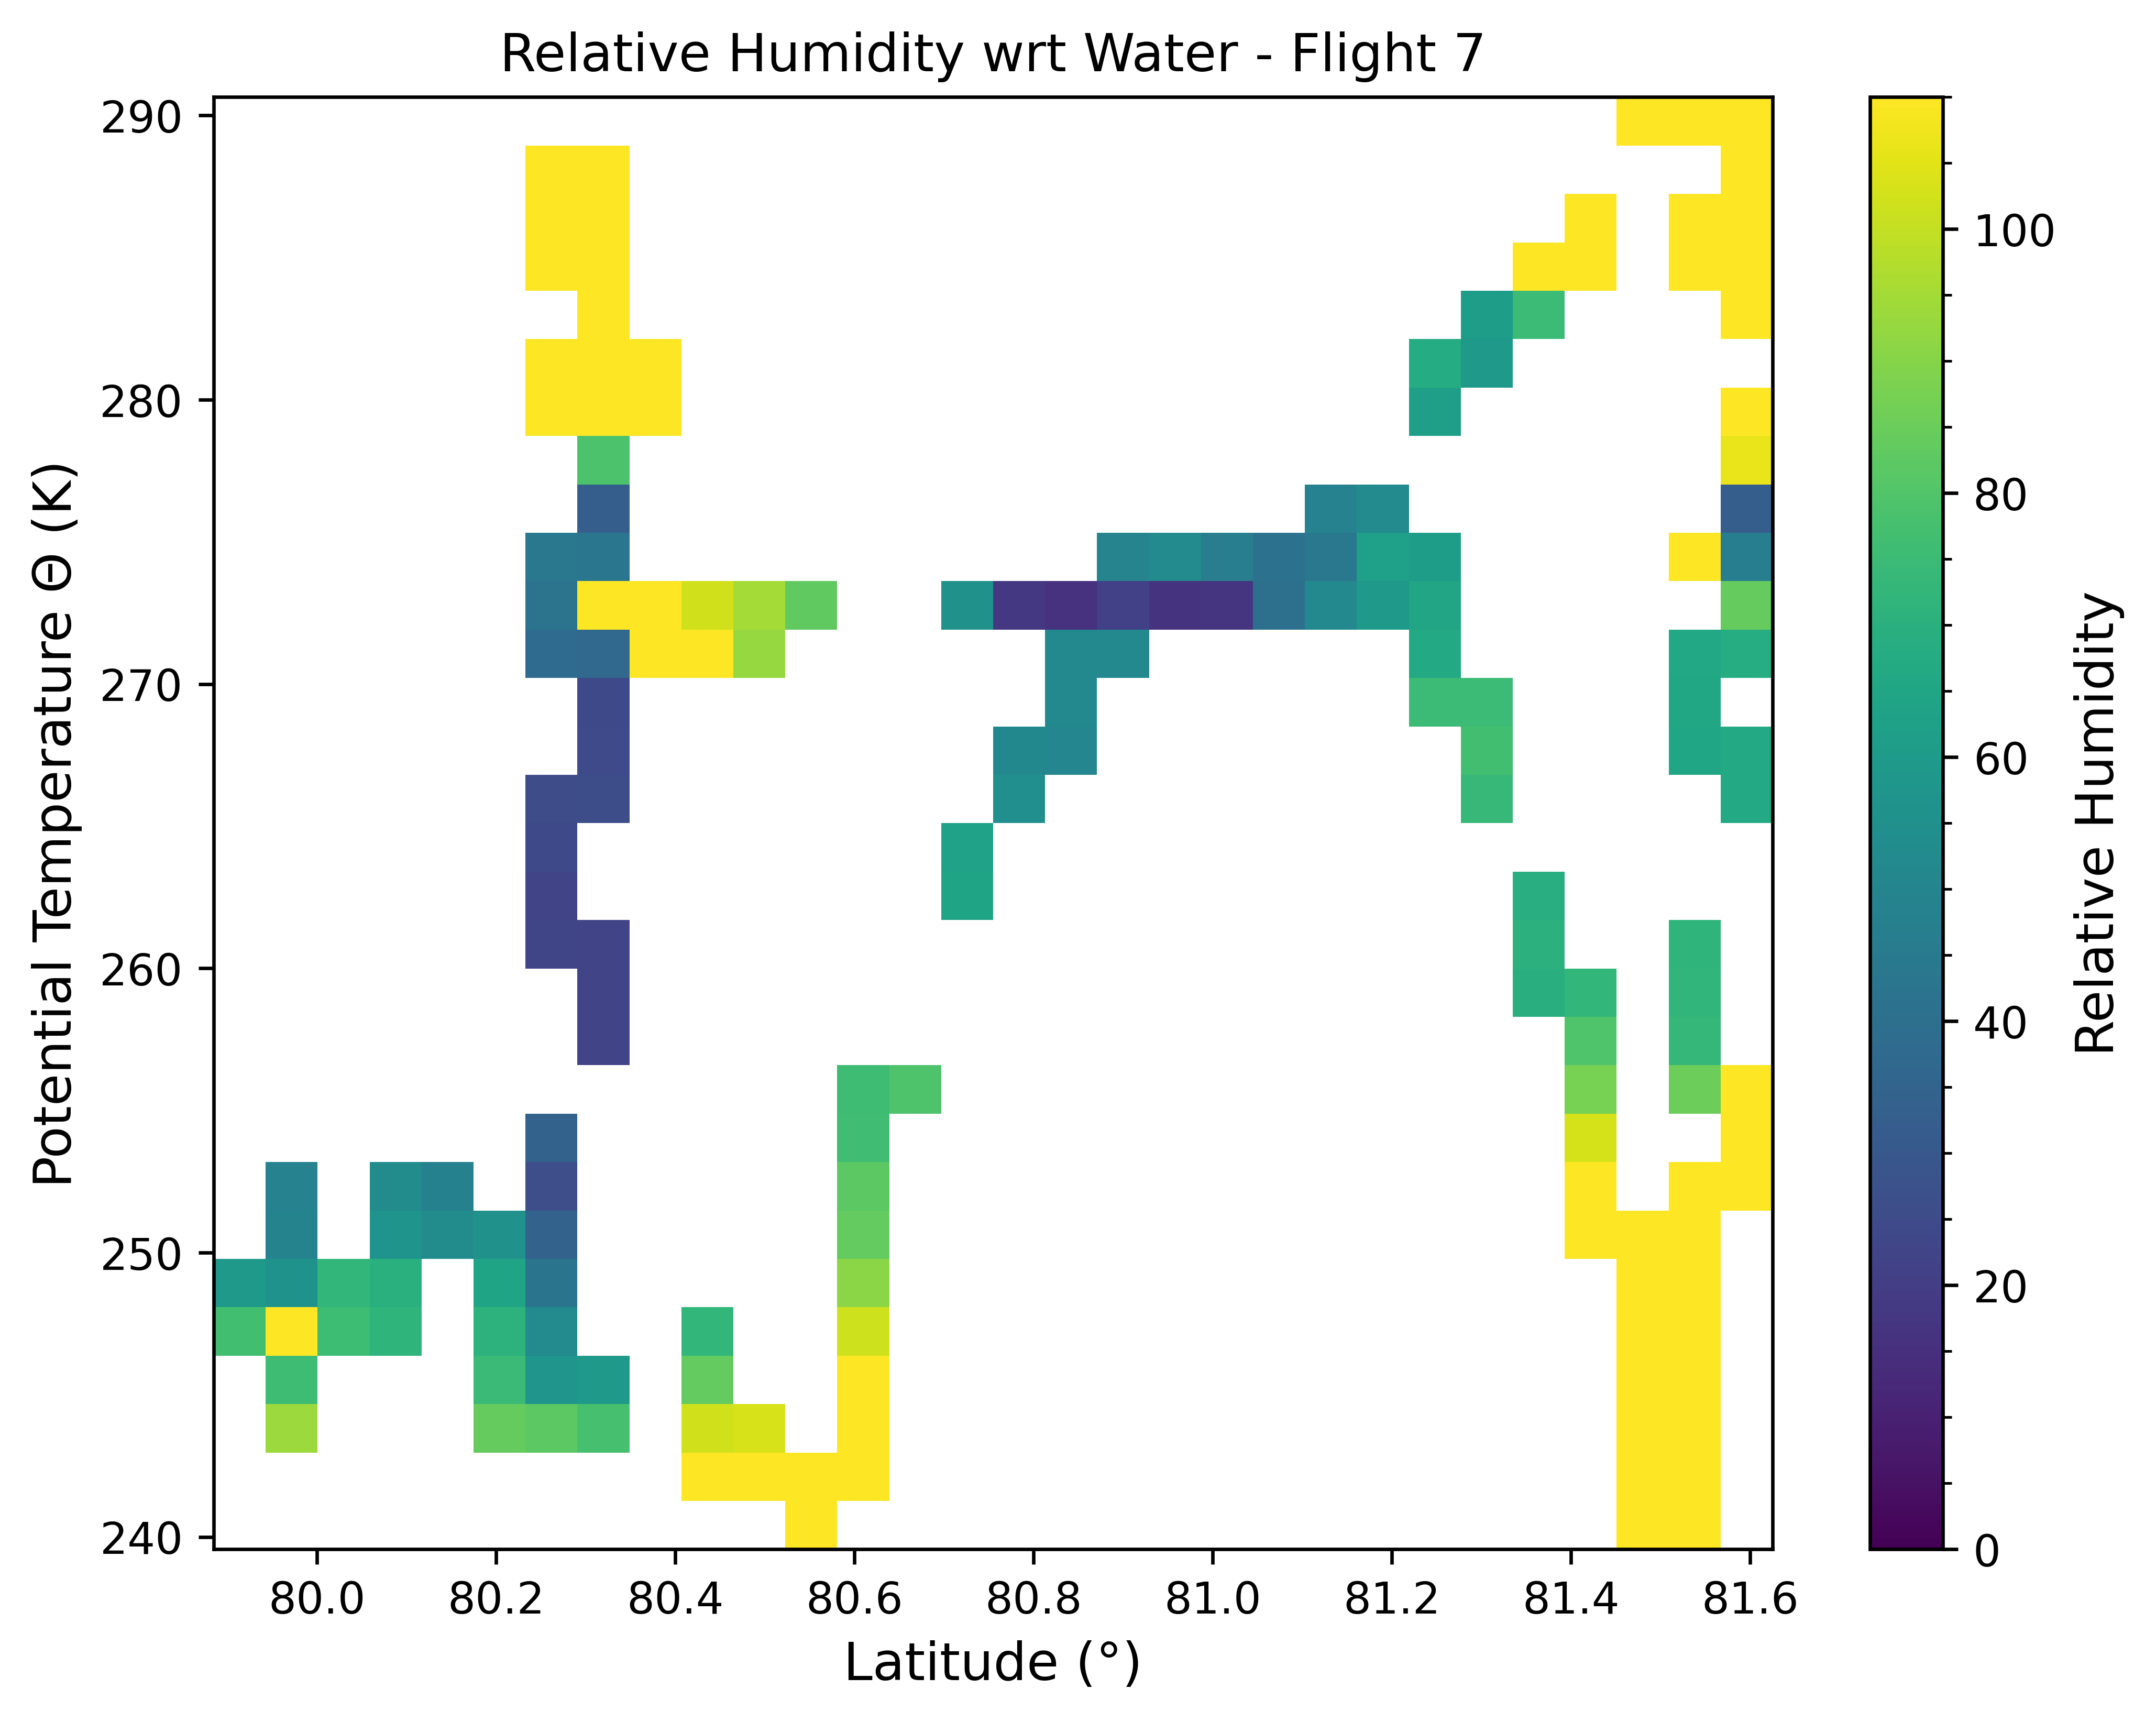 Relative Humidity wrt Water - Flight 7
Potential Temperature Θ (K)
290
280
270
260
250
240
80.0 80.2 80.4 80.6 80.8 81.0 81.2 81.4 81.6
Latitude (°)
100
80
60
40
20
0
Relative Humidity